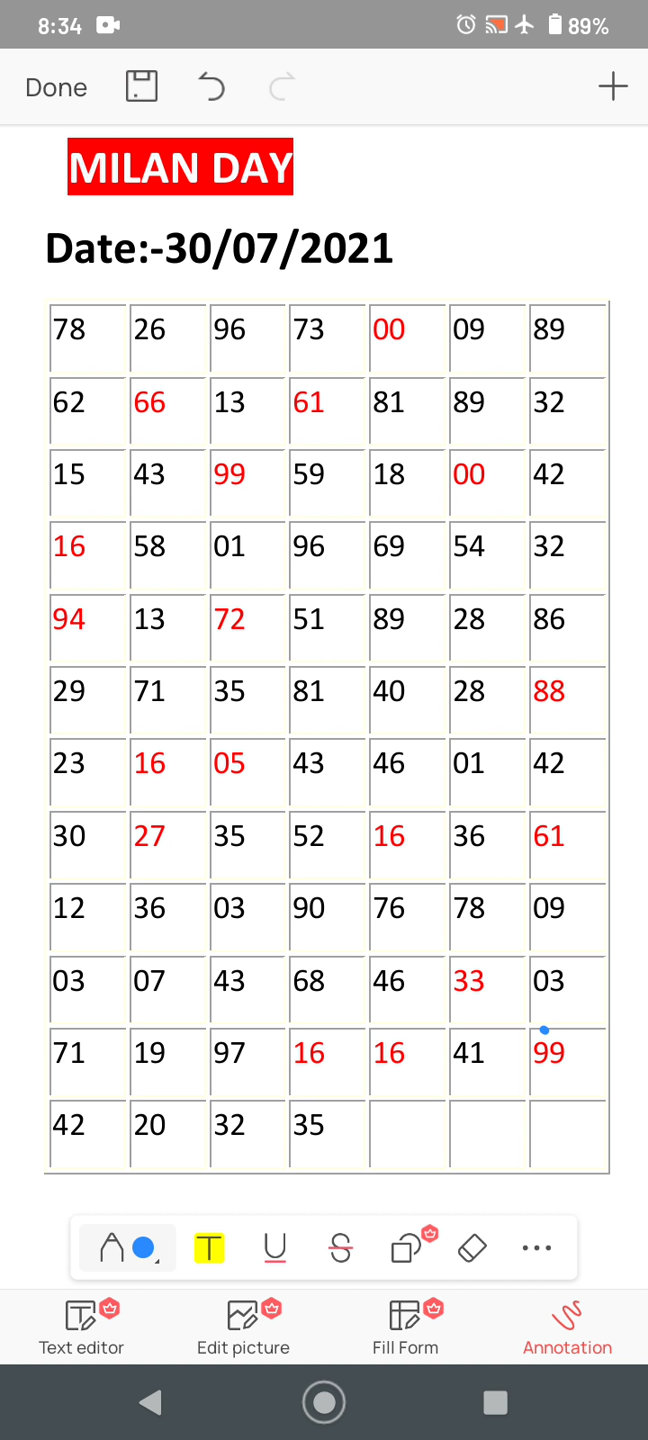 8:34 89%
Done
MILAN DAY
Date:-30/07/2021
78 26 96 73 00 09 89
62 66 13 61 81 89 32
15 43 99 59 18 00 42
16 58 01 96 69 54 32
94 13 72 51 89 28 86
29 71 35 81 40 28 88
23 16 05 43 46 01 42
30 27 35 52 16 36 61
12 36 03 90 76 78 09
03 07 43 68 46 33 03
71 19 97 16 16 41 99
42 20 32 35
T U S
Text editor Edit picture Fill Form Annotation